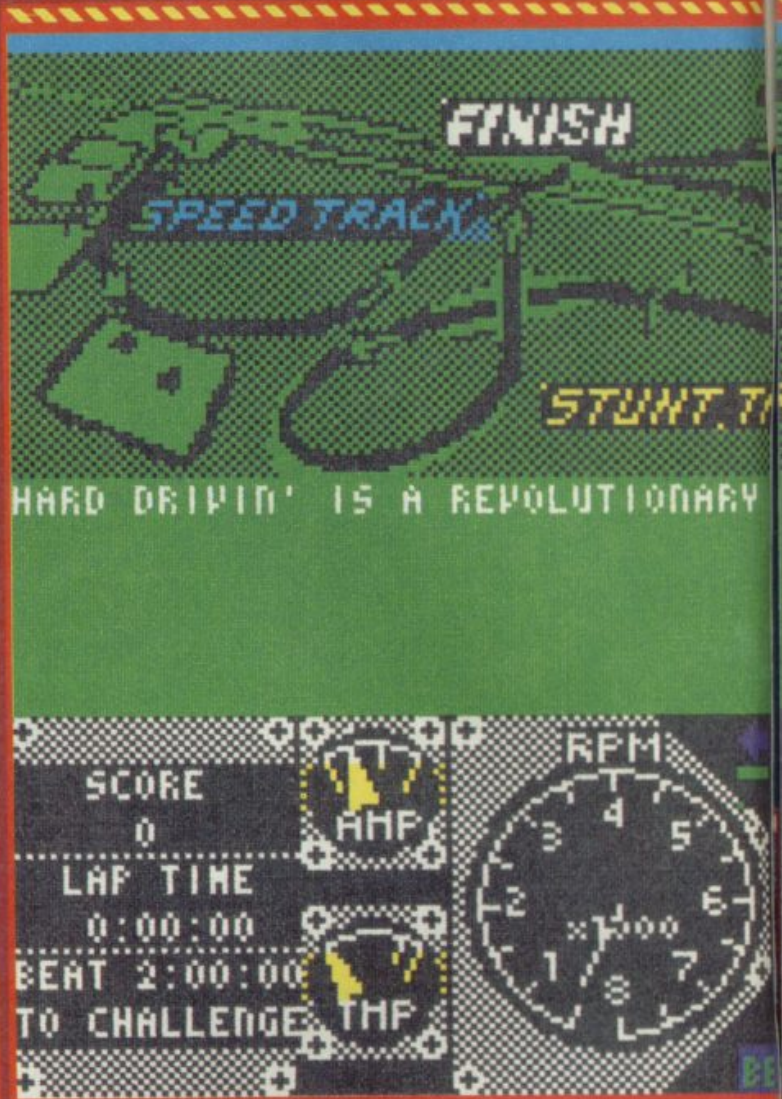 FINISH
SPEED TRACK
STUNT
HARD DRIVIN' IS A REVOLUTIONARY
SCORE
0
LAP TIME
0:00:00
BEAT 2:00:00
TO CHALLENGE
AMP
TMP
RPM
1 2 3 4 5 6 7 8
x1000